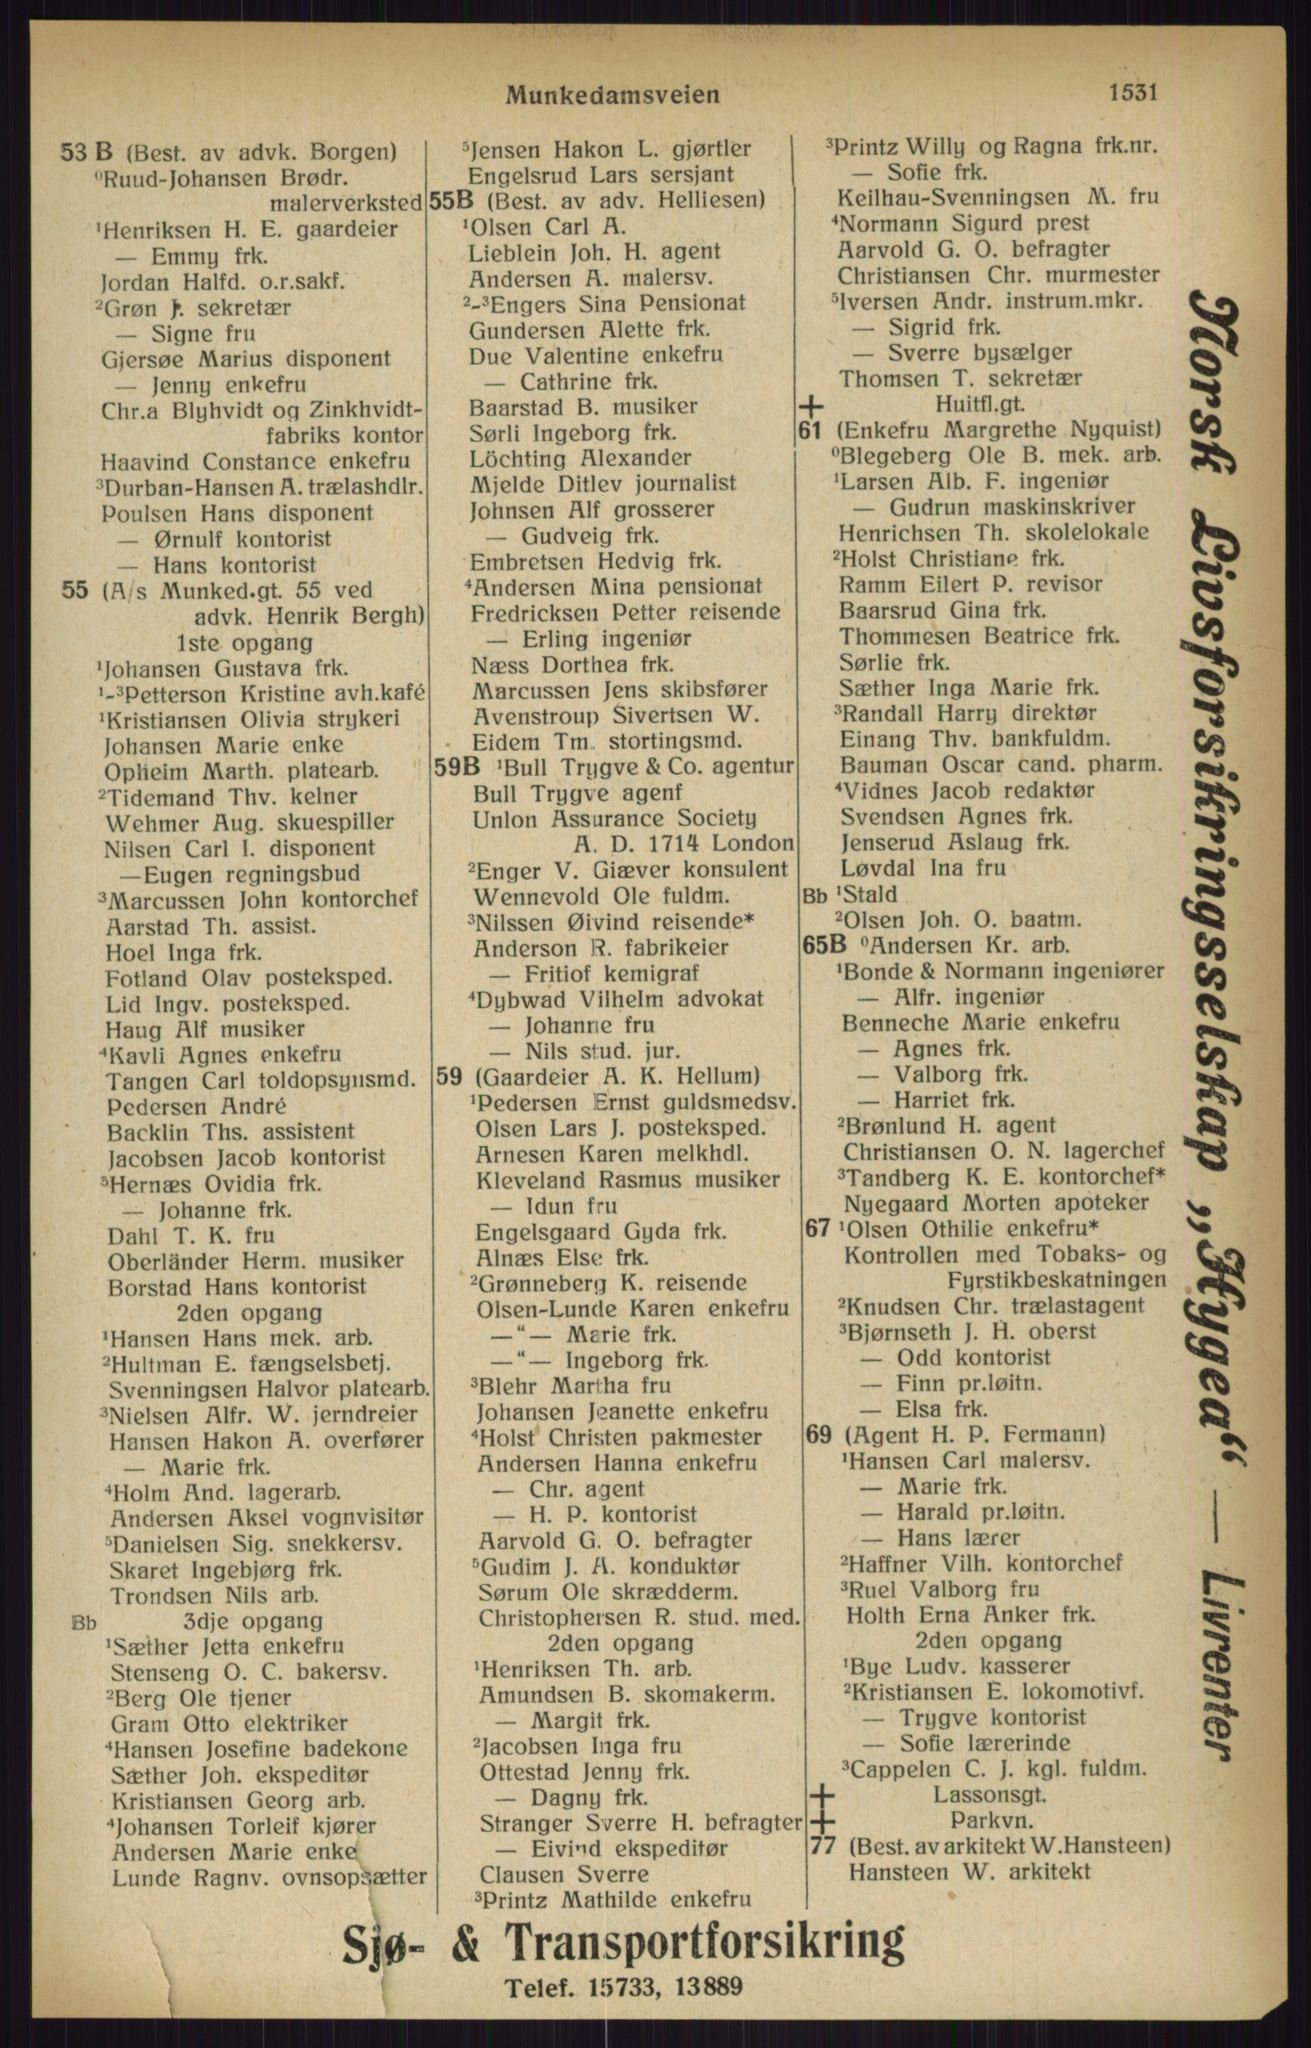 Munkedamsveien
1531
53 B (Best. av advk. Borgen)
⁰Ruud-Johansen Brødr.
malerverksted
¹Henriksen H. E. gaardeier
— Emmy frk.
Jordan Halfd. o.r.sakf.
²Grøn J. sekretær
— Signe fru
Gjersøe Marius disponent
— Jenny enkefru
Chr.a Blyhvidt og Zinkhvidt-
fabriks kontor
Haavind Constance enkefru
³Durban-Hansen A. trælashdlr.
Poulsen Hans disponent
— Ørnulf kontorist
— Hans kontorist
55 (A/s Munked.gt. 55 ved
advk. Henrik Bergh)
1ste opgang
¹Johansen Gustava frk.
¹-³Petterson Kristine avh.kafé
¹Kristiansen Olivia strykeri
Johansen Marie enke
Opheim Marth. platearb.
²Tidemand Thv. kelner
Wehmer Aug. skuespiller
Nilsen Carl I. disponent
—Eugen regningsbud
³Marcussen John kontorchef
Aarstad Th. assist.
Hoel Inga frk.
Fotland Olav posteksped.
Lid Ingv. posteksped.
Haug Alf musiker
⁴Kavli Agnes enkefru
Tangen Carl toldopsynsmd.
Pedersen André
Backlin Ths. assistent
Jacobsen Jacob kontorist
⁵Hernæs Ovidia frk.
— Johanne frk.
Dahl T. K. fru
Oberländer Herm. musiker
Borstad Hans kontorist
2den opgang
¹Hansen Hans mek. arb.
²Hultman E. fængselsbetj.
Svenningsen Halvor platearb.
³Nielsen Alfr. W. jerndreier
Hansen Hakon A. overfører
— Marie frk.
⁴Holm And. lagerarb.
Andersen Aksel vognvisitør
⁵Danielsen Sig. snekkersv.
Skaret Ingebjørg frk.
Trondsen Nils arb.
Bb 3dje opgang
¹Sæther Jetta enkefru
Stenseng O. C. bakersv.
²Berg Ole tjener
Gram Otto elektriker
⁴Hansen Josefine badekone
Sæther Joh. ekspeditør
Kristiansen Georg arb.
⁴Johansen Torleif kjører
Andersen Marie enke
Lunde Ragnv. ovnsopsætter
⁵Jensen Hakon L. gjørtler
Engelsrud Lars sersjant
55B (Best. av adv. Helliesen)
¹Olsen Carl A.
Lieblein Joh. H. agent
Andersen A. malersv.
²-³Engers Sina Pensionat
Gundersen Alette frk.
Due Valentine enkefru
— Cathrine frk.
Baarstad B. musiker
Sørli Ingeborg frk.
Löchting Alexander
Mjelde Ditlev journalist
Johnsen Alf grosserer
— Gudveig frk.
Embretsen Hedvig frk.
⁴Andersen Mina pensionat
Fredricksen Petter reisende
— Erling ingeniør
Næss Dorthea frk.
Marcussen Jens skibsfører
Avenstroup Sivertsen W.
Eidem Tm. stortingsmd.
59B ¹Bull Trygve & Co. agentur
Bull Trygve agenf
Union Assurance Society
A. D. 1714 London
²Enger V. Giæver konsulent
Wennevold Ole fuldm.
³Nilssen Øivind reisende*
Anderson R. fabrikeier
— Fritiof kemigraf
⁴Dybwad Vilhelm advokat
— Johanne fru
— Nils stud. jur.
59 (Gaardeier A. K. Hellum)
¹Pedersen Ernst guldsmedsv.
Olsen Lars J. posteksped.
Arnesen Karen melkhdl.
Kleveland Rasmus musiker
— Idun fru
Engelsgaard Gyda frk.
Alnæs Else frk.
²Grønneberg K. reisende
Olsen-Lunde Karen enkefru
—“— Marie frk.
—“— Ingeborg frk.
³Blehr Martha fru
Johansen Jeanette enkefru
⁴Holst Christen pakmester
Andersen Hanna enkefru
— Chr. agent
— H. P. kontorist
Aarvold G. O. befragter
⁵Gudim J. A. konduktør
Sørum Ole skrædderm.
Christophersen R. stud. med.
2den opgang
¹Henriksen Th. arb.
Amundsen B. skomakerm.
— Margit frk.
²Jacobsen Inga fru
Ottestad Jenny frk.
— Dagny frk.
Stranger Sverre H. befragter
— Eivind ekspeditør
Clausen Sverre
³Printz Mathilde enkefru
³Printz Willy og Ragna frk.nr.
— Sofie frk.
Keilhau-Svenningsen M. fru
⁴Normann Sigurd prest
Aarvold G. O. befragter
Christiansen Chr. murmester
⁵Iversen Andr. instrum.mkr.
— Sigrid frk.
— Sverre bysælger
Thomsen T. sekretær
+ Huitfl.gt.
61 (Enkefru Margrethe Nyquist)
⁰Blegeberg Ole B. mek. arb.
¹Larsen Alb. F. ingeniør
— Gudrun maskinskriver
Henrichsen Th. skolelokale
²Holst Christiane frk.
Ramm Eilert P. revisor
Baarsrud Gina frk.
Thommesen Beatrice frk.
Sørlie frk.
Sæther Inga Marie frk.
³Randall Harry direktør
Einang Thv. bankfuldm.
Bauman Oscar cand. pharm.
⁴Vidnes Jacob redaktør
Svendsen Agnes frk.
Jenserud Aslaug frk.
Løvdal Ina fru
Bb ¹Stald
²Olsen Joh. O. baatm.
65B ⁰Andersen Kr. arb.
¹Bonde & Normann ingeniører
— Alfr. ingeniør
Benneche Marie enkefru
— Agnes frk.
— Valborg frk.
— Harriet frk.
²Brønlund H. agent
Christiansen O. N. lagerchef
³Tandberg K. E. kontorchef*
Nyegaard Morten apoteker
67 ¹Olsen Othilie enkefru*
Kontrollen med Tobaks- og
Fyrstikbeskatningen
²Knudsen Chr. trælastagent
³Bjørnseth J. H. oberst
— Odd kontorist
— Finn pr.løitn.
— Elsa frk.
69 (Agent H. P. Fermann)
¹Hansen Carl malersv.
— Marie frk.
— Harald pr.løitn.
— Hans lærer
²Haffner Vilh. kontorchef
³Ruel Valborg fru
Holth Erna Anker frk.
2den opgang
¹Bye Ludv. kasserer
²Kristiansen E. lokomotivf.
— Trygve kontorist
— Sofie lærerinde
³Cappelen C. J. kgl. fuldm.
+ Lassonsgt.
+ Parkvn.
77 (Best. av arkitekt W. Hansteen)
Hansteen W. arkitekt
Norsk Livsforsikringsselskap „Hygea“ — Livrenter
Sjø- & Transportforsikring
Telef. 15733, 13889